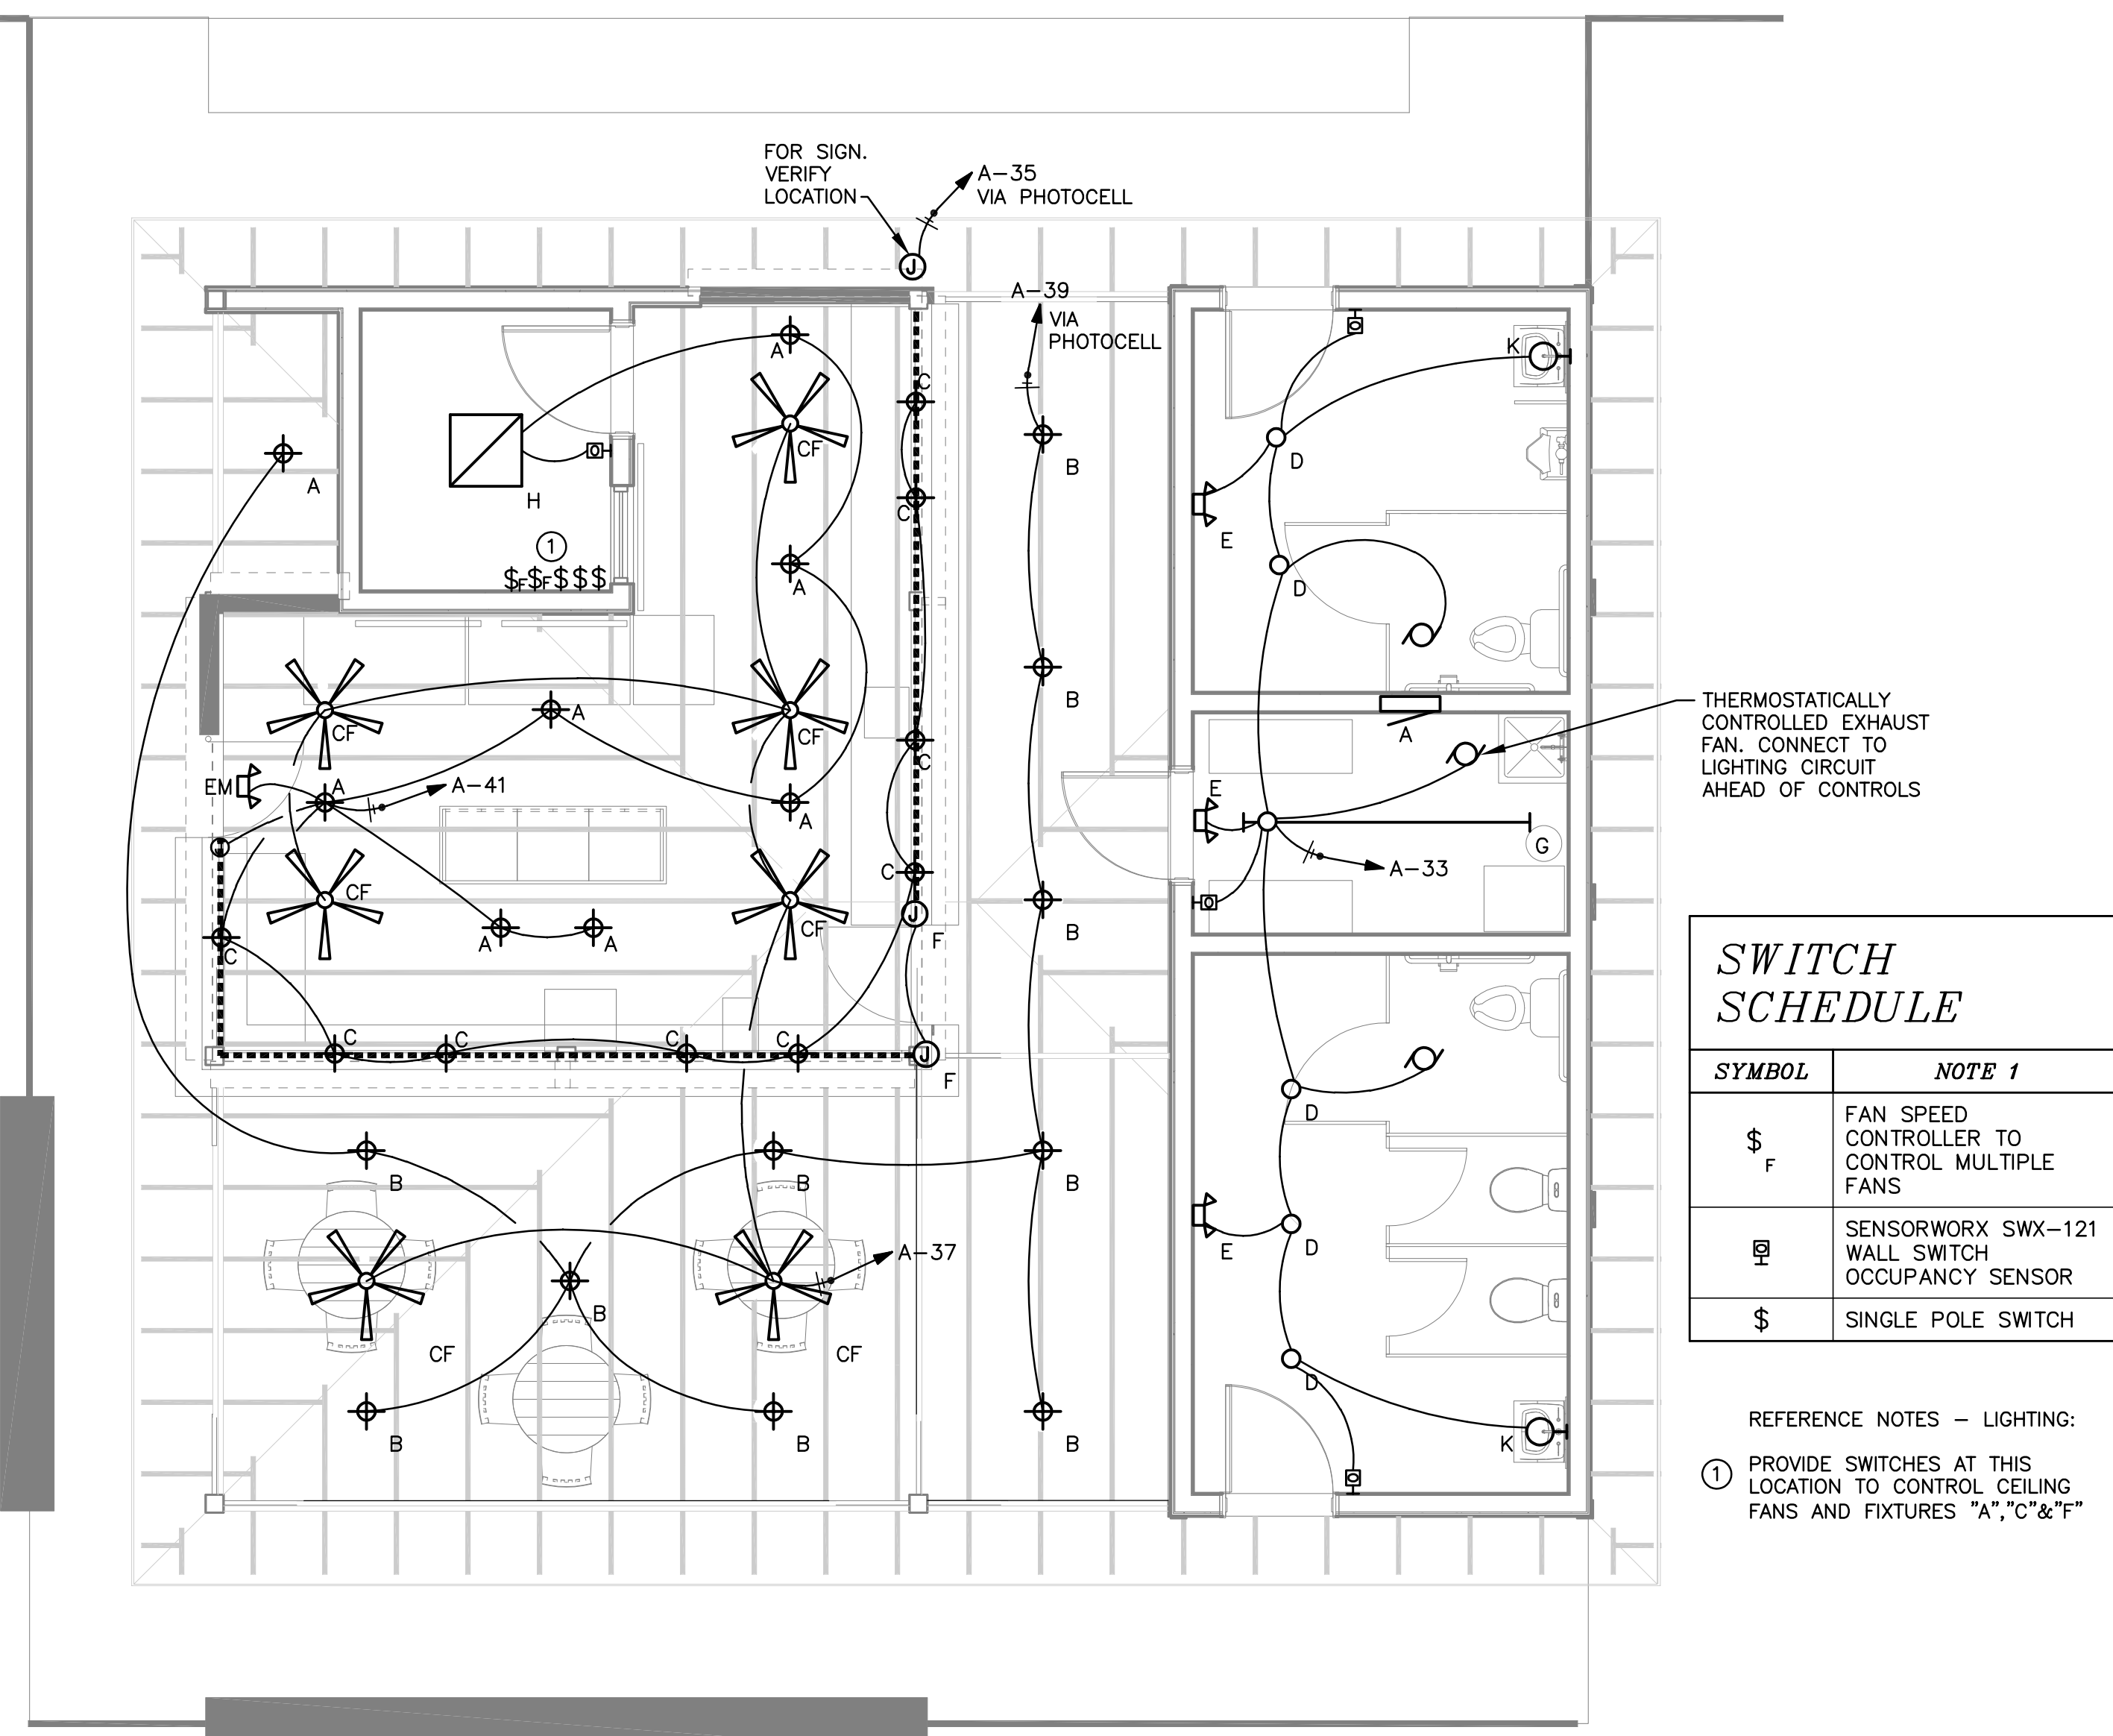 FOR SIGN.
VERIFY
LOCATION
A-35
VIA PHOTOCELL
J
A-39
VIA
PHOTOCELL
A
C
K
CF
B
D
A
C
H
E
1
$F$F$$$
A
D
A
CF
CF
B
C
A
THERMOSTATICALLY
CONTROLLED EXHAUST
FAN. CONNECT TO
LIGHTING CIRCUIT
AHEAD OF CONTROLS
EM
A
A-41
A
E
J
G
C
A-33
CF
J
CF
B
A
A
F
C
C
C
C
C
J
F
D
B
B
B
E
D
A-37
B
CF
CF
D
B
B
B
K
SWITCH
SCHEDULE
SYMBOL
NOTE 1
$F
FAN SPEED
CONTROLLER TO
CONTROL MULTIPLE
FANS
SENSORWORX SWX-121
WALL SWITCH
OCCUPANCY SENSOR
$
SINGLE POLE SWITCH
REFERENCE NOTES - LIGHTING:
1
PROVIDE SWITCHES AT THIS
LOCATION TO CONTROL CEILING
FANS AND FIXTURES "A","C"&"F"